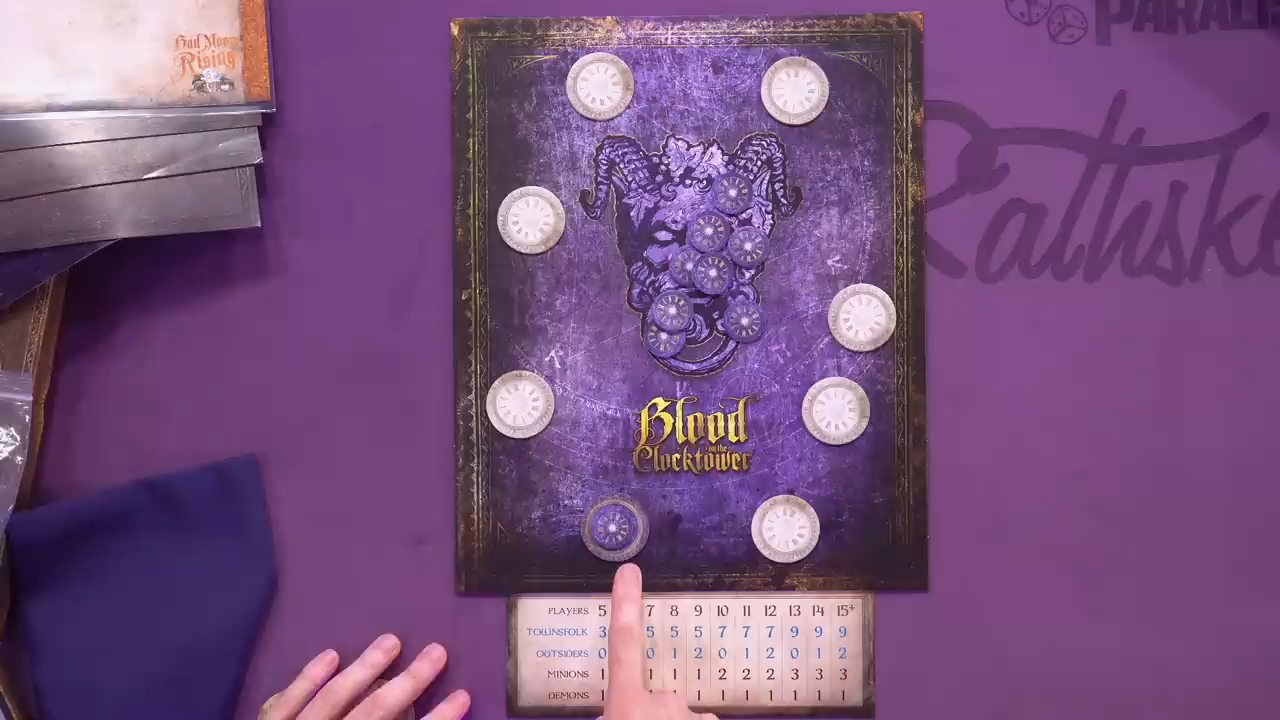 Bad Moon
Rising
PARALI
Rathske
Blood
on the
Clocktower
PLAYERS 5 7 8 9 10 11 12 13 14 15+
TOWNSFOLK 3 5 5 5 7 7 7 9 9 9
OUTSIDERS 0 0 1 2 0 1 2 0 1 2
MINIONS 1 1 1 1 2 2 2 3 3 3
DEMONS 1 1 1 1 1 1 1 1 1 1